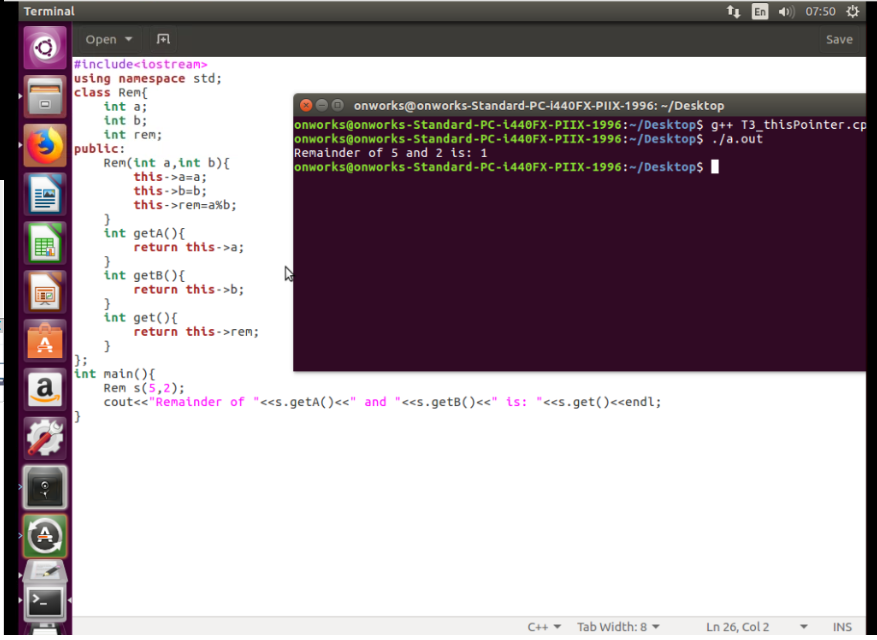 Terminal
En
07:50
Open
Save
#include<iostream>
using namespace std;
class Rem{
int a;
int b;
int rem;
public:
Rem(int a,int b){
this->a=a;
this->b=b;
this->rem=a%b;
}
int getA(){
return this->a;
}
int getB(){
return this->b;
}
int get(){
return this->rem;
}
};
int main(){
Rem s(5,2);
cout<<"Remainder of "<<s.getA()<<" and "<<s.getB()<<" is: "<<s.get()<<endl;
}
onworks@onworks-Standard-PC-i440FX-PIIX-1996: ~/Desktop
onworks@onworks-Standard-PC-i440FX-PIIX-1996:~/Desktop$ g++ T3_thisPointer.cp
onworks@onworks-Standard-PC-i440FX-PIIX-1996:~/Desktop$ ./a.out
Remainder of 5 and 2 is: 1
onworks@onworks-Standard-PC-i440FX-PIIX-1996:~/Desktop$
C++ Tab Width: 8 Ln 26, Col 2 INS